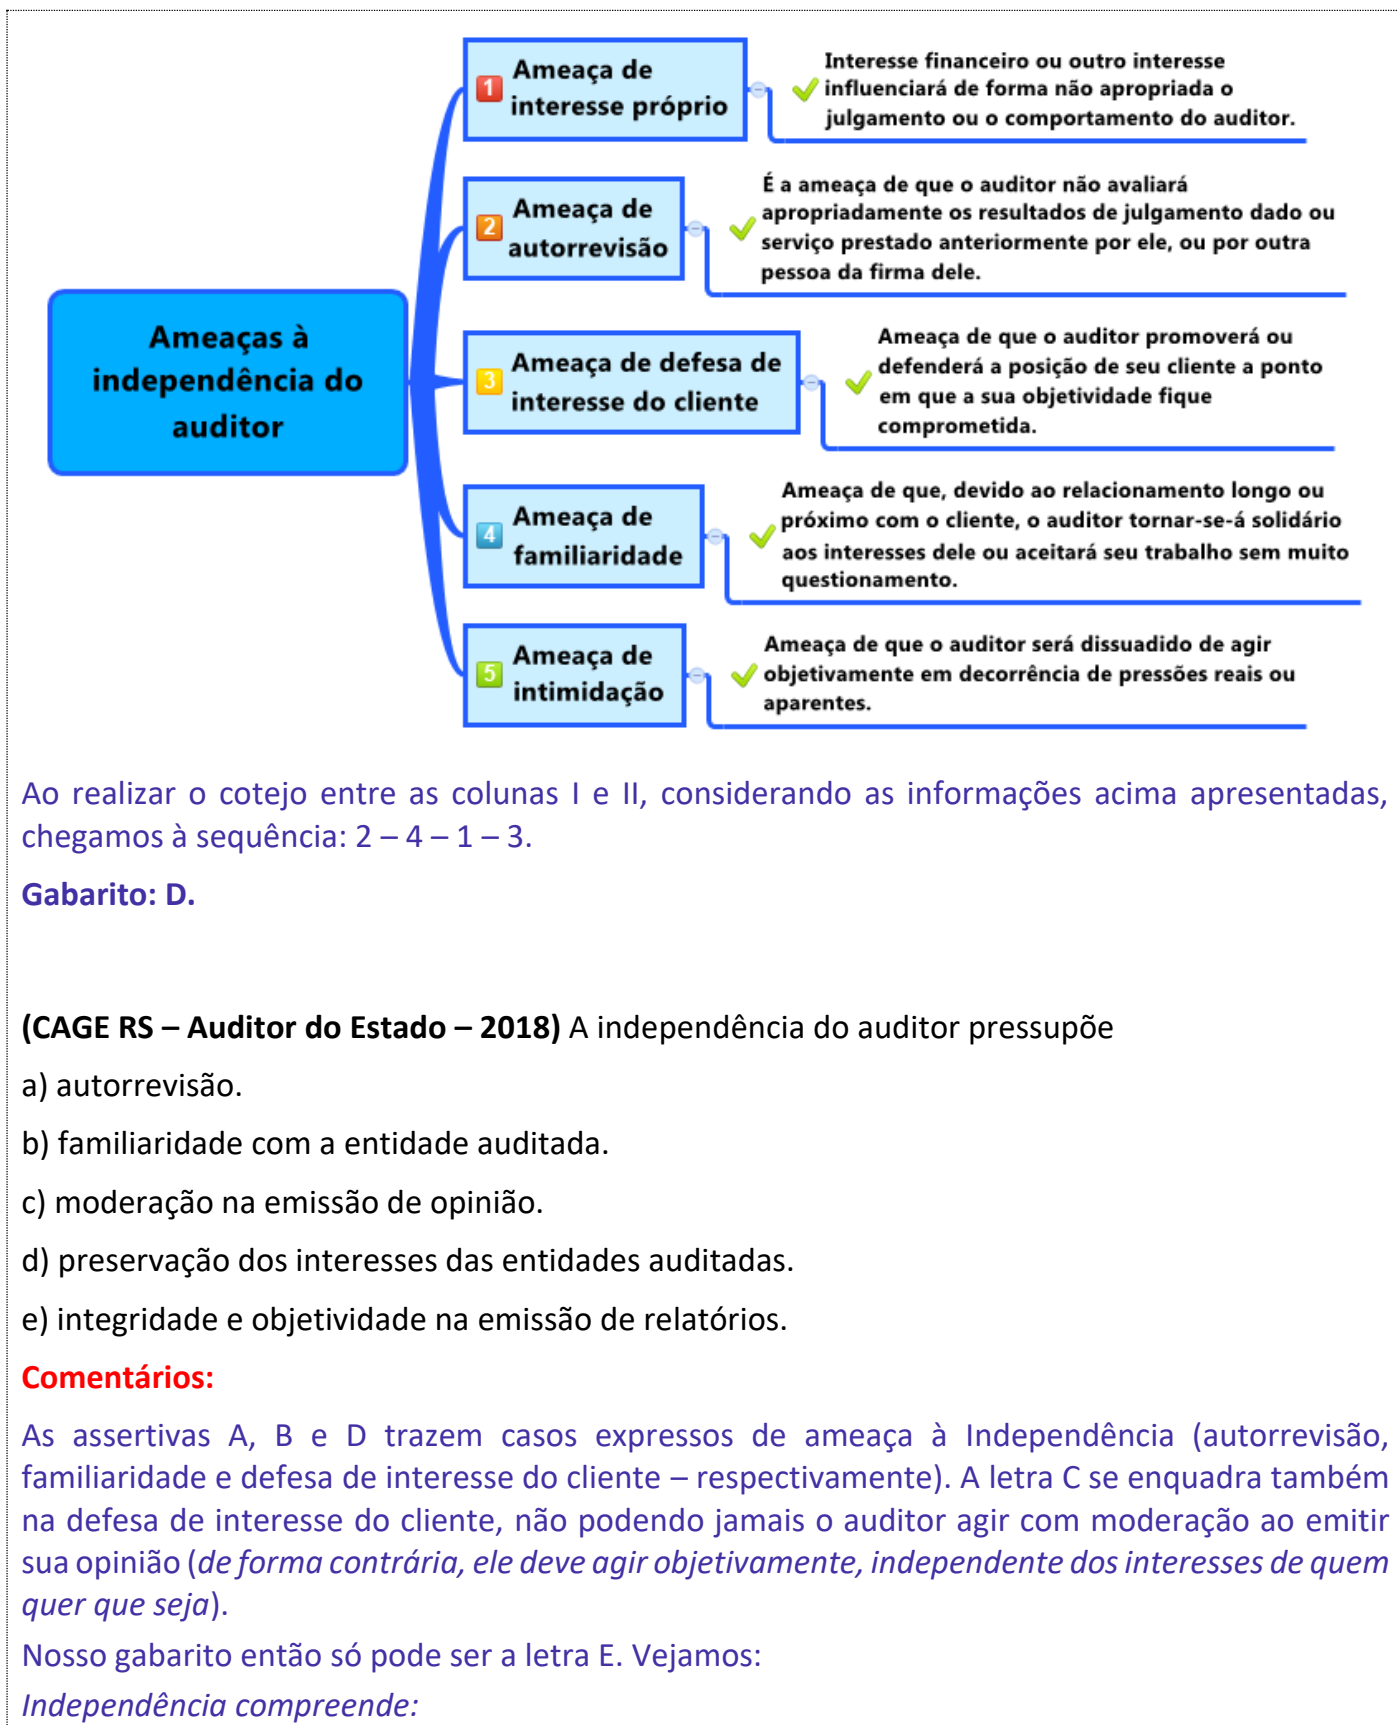 Ameaças à
independência do
auditor
1 Ameaça de
interesse próprio
Interesse financeiro ou outro interesse
influenciará de forma não apropriada o
julgamento ou o comportamento do auditor.
2 Ameaça de
autorrevisão
É a ameaça de que o auditor não avaliará
apropriadamente os resultados de julgamento dado ou
serviço prestado anteriormente por ele, ou por outra
pessoa da firma dele.
3 Ameaça de defesa de
interesse do cliente
Ameaça de que o auditor promoverá ou
defenderá a posição de seu cliente a ponto
em que a sua objetividade fique
comprometida.
4 Ameaça de
familiaridade
Ameaça de que, devido ao relacionamento longo ou
próximo com o cliente, o auditor tornar-se-á solidário
aos interesses dele ou aceitará seu trabalho sem muito
questionamento.
5 Ameaça de
intimidação
Ameaça de que o auditor será dissuadido de agir
objetivamente em decorrência de pressões reais ou
aparentes.
Ao realizar o cotejo entre as colunas I e II, considerando as informações acima apresentadas,
chegamos à sequência: 2 – 4 – 1 – 3.
Gabarito: D.
(CAGE RS – Auditor do Estado – 2018) A independência do auditor pressupõe
a) autorrevisão.
b) familiaridade com a entidade auditada.
c) moderação na emissão de opinião.
d) preservação dos interesses das entidades auditadas.
e) integridade e objetividade na emissão de relatórios.
Comentários:
As assertivas A, B e D trazem casos expressos de ameaça à Independência (autorrevisão,
familiaridade e defesa de interesse do cliente – respectivamente). A letra C se enquadra também
na defesa de interesse do cliente, não podendo jamais o auditor agir com moderação ao emitir
sua opinião (de forma contrária, ele deve agir objetivamente, independente dos interesses de quem
quer que seja).
Nosso gabarito então só pode ser a letra E. Vejamos:
Independência compreende: